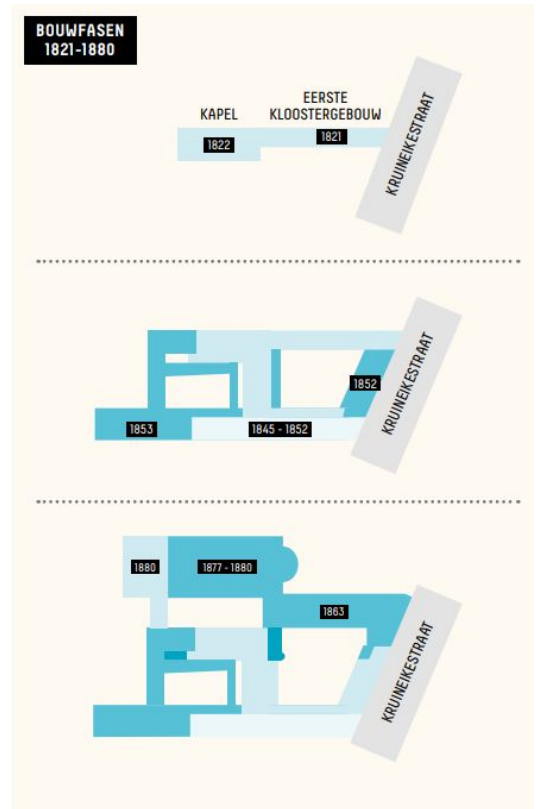 BOUWFASEN
1821-1880
EERSTE
KAPEL KLOOSTERGEBOUW
1822
1821
KRUINEIKESTRAAT
1852
1853
1845 - 1852
KRUINEIKESTRAAT
1880
1877 - 1880
1863
KRUINEIKESTRAAT